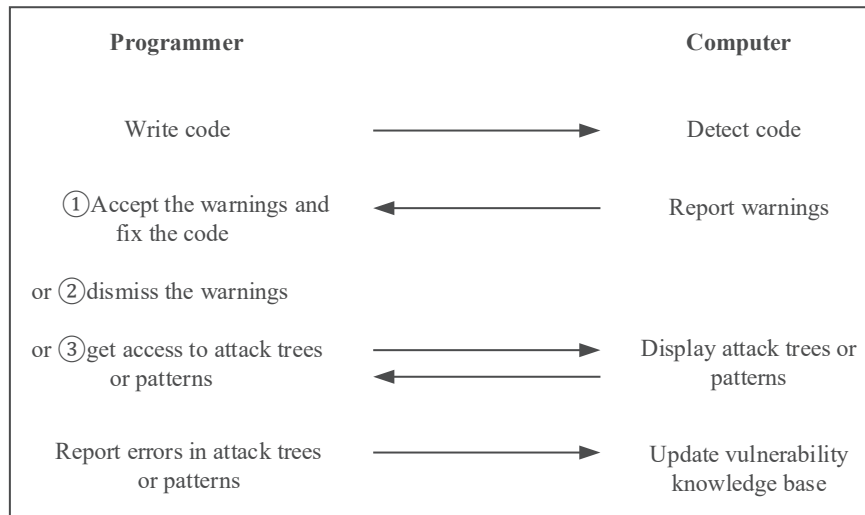 Programmer Computer
Write code Detect code
①Accept the warnings and
fix the code
Report warnings
or ②dismiss the warnings
or ③get access to attack trees
or patterns
Display attack trees or
patterns
Report errors in attack trees
or patterns
Update vulnerability
knowledge base